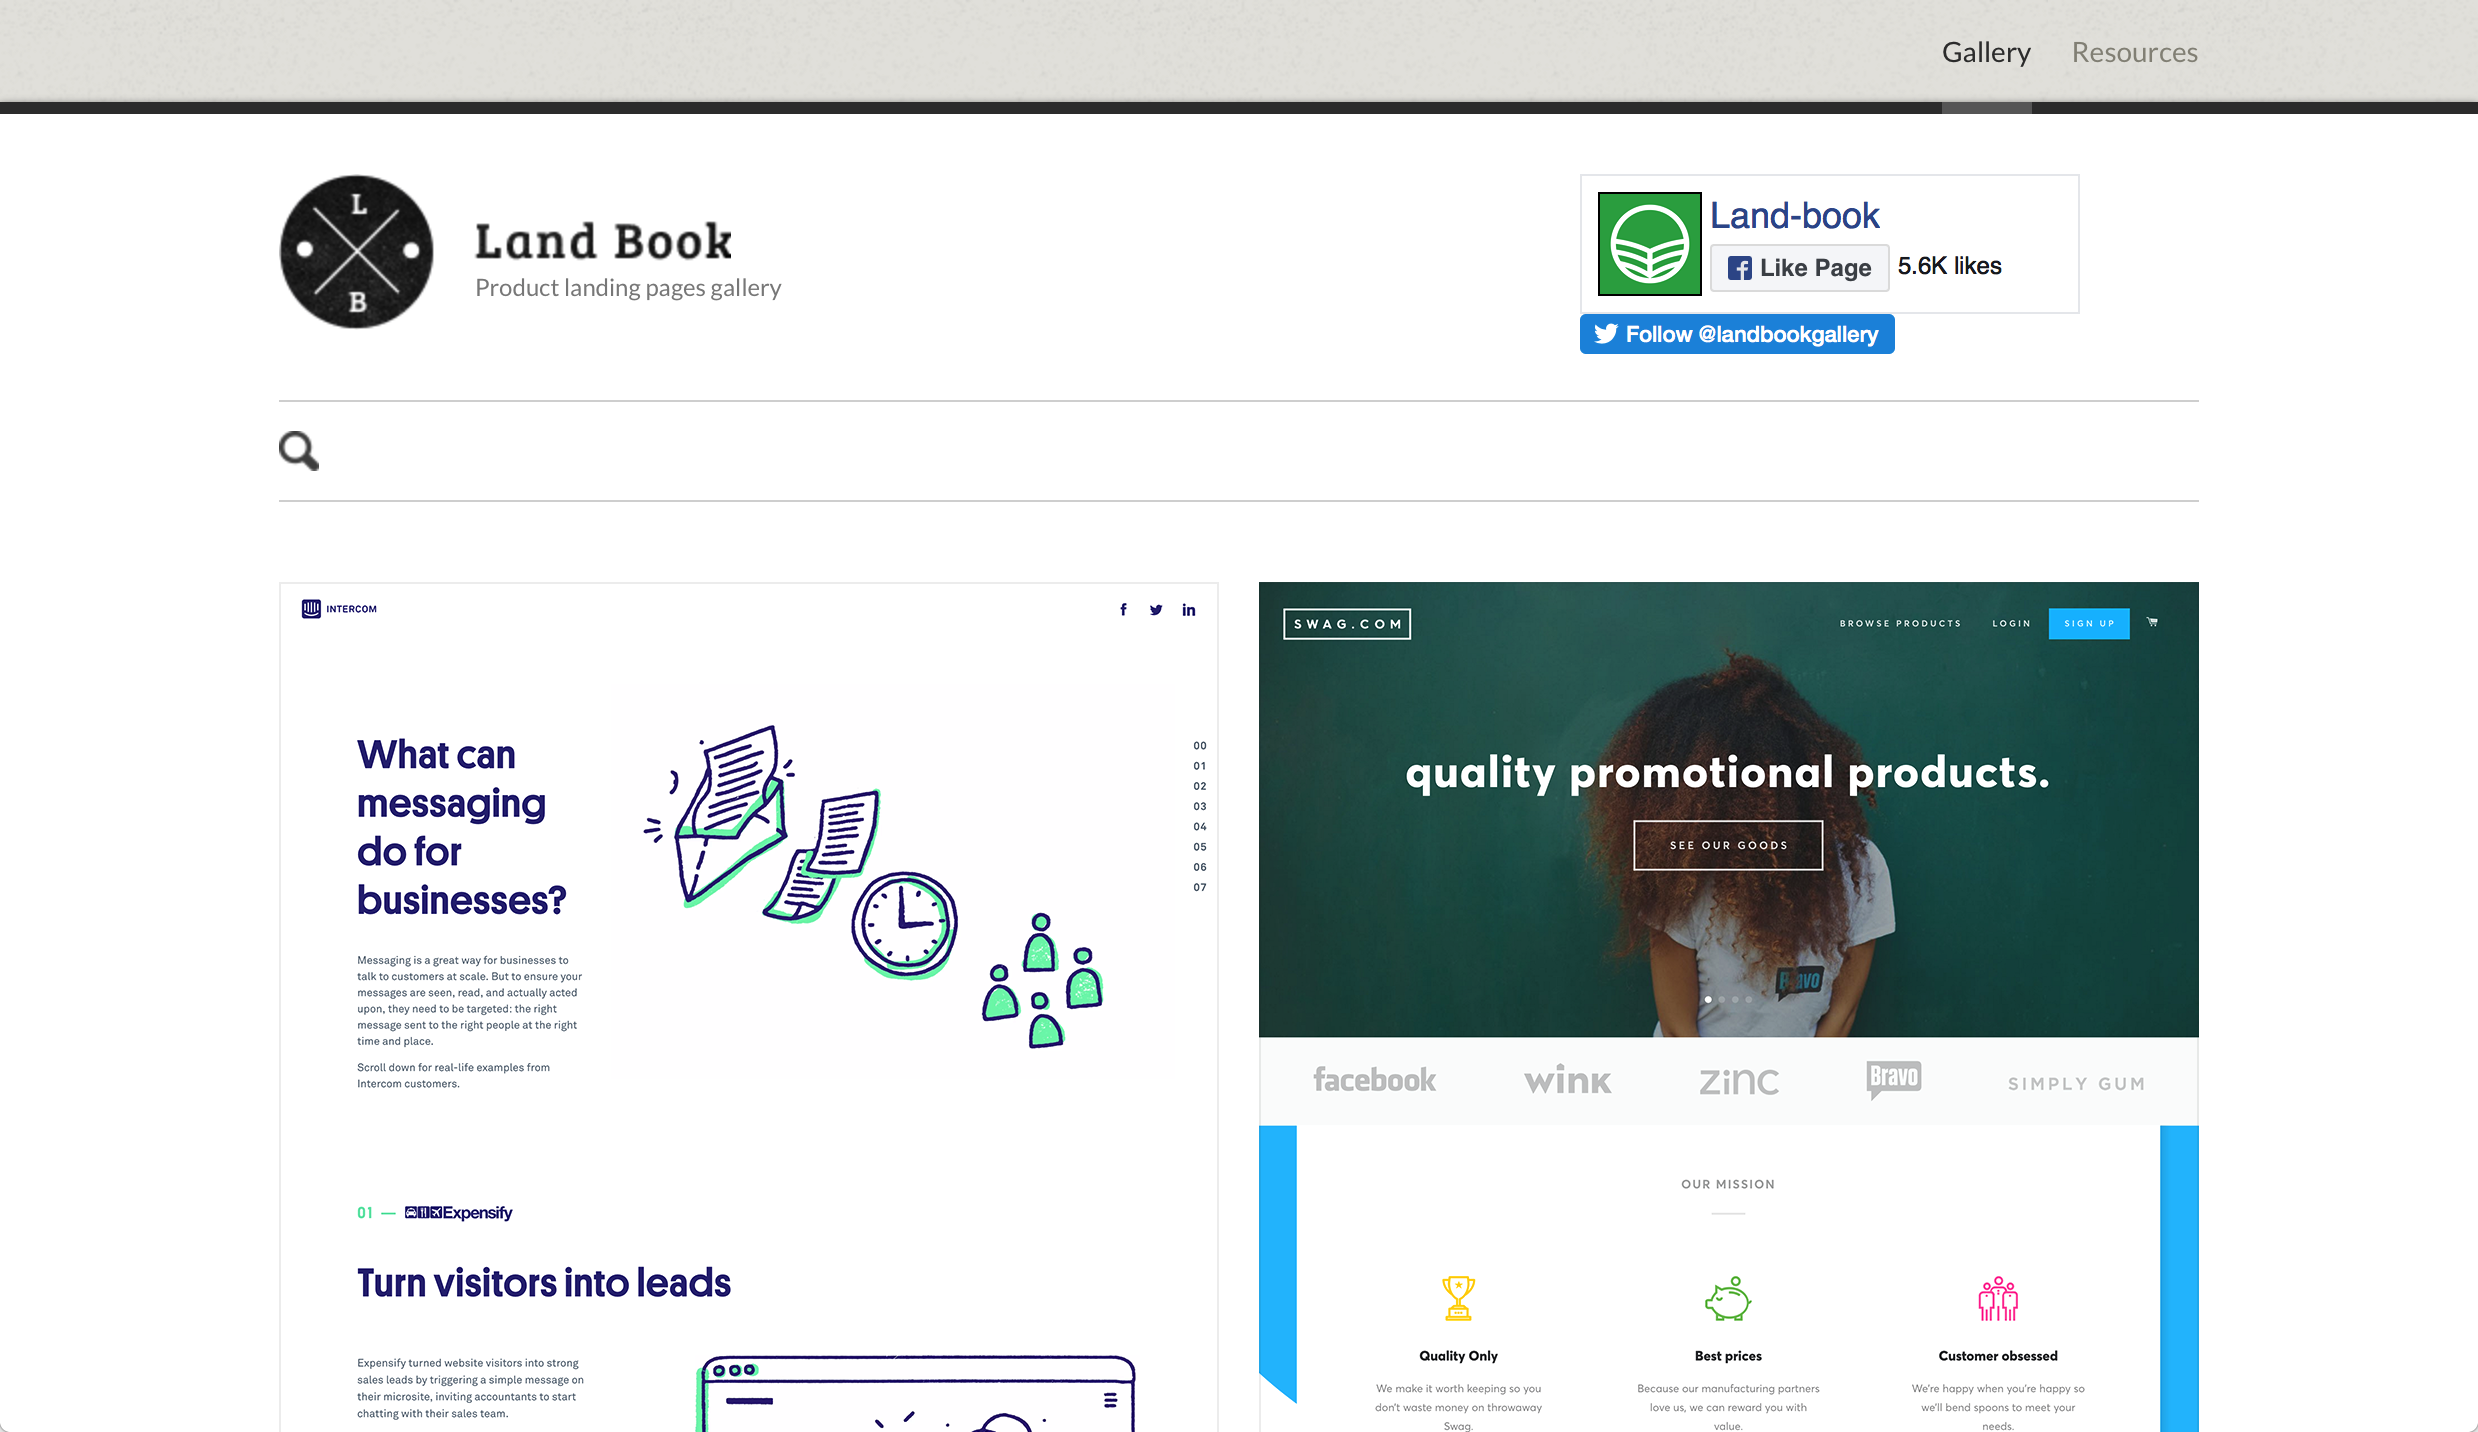 Gallery
Resources
L
B
Land Book
Product landing pages gallery
Land-book
Like Page
5.6K likes
Follow @landbookgallery
INTERCOM
What can
messaging
do for
businesses?
Messaging is a great way for businesses to
talk to customers at scale. But to ensure your
messages are seen, read, and actually acted
upon, they need to be targeted: the right
message sent to the right people at the right
time and place.
Scroll down for real-life examples from
Intercom customers.
00
01
02
03
04
05
06
07
01 — Expensify
Turn visitors into leads
Expensify turned website visitors into strong
sales leads by triggering a simple message on
their microsite, inviting accountants to start
chatting with their sales team.
SWAG.COM
BROWSE PRODUCTS
LOGIN
SIGN UP
quality promotional products.
SEE OUR GOODS
Bravo
facebook
wink
zinc
Bravo
SIMPLY GUM
OUR MISSION
Quality Only
We make it worth keeping so you
don't waste money on throwaway
Swag.
Best prices
Because our manufacturing partners
love us, we can reward you with
value.
Customer obsessed
We're happy when you're happy so
we'll bend spoons to meet your
needs.